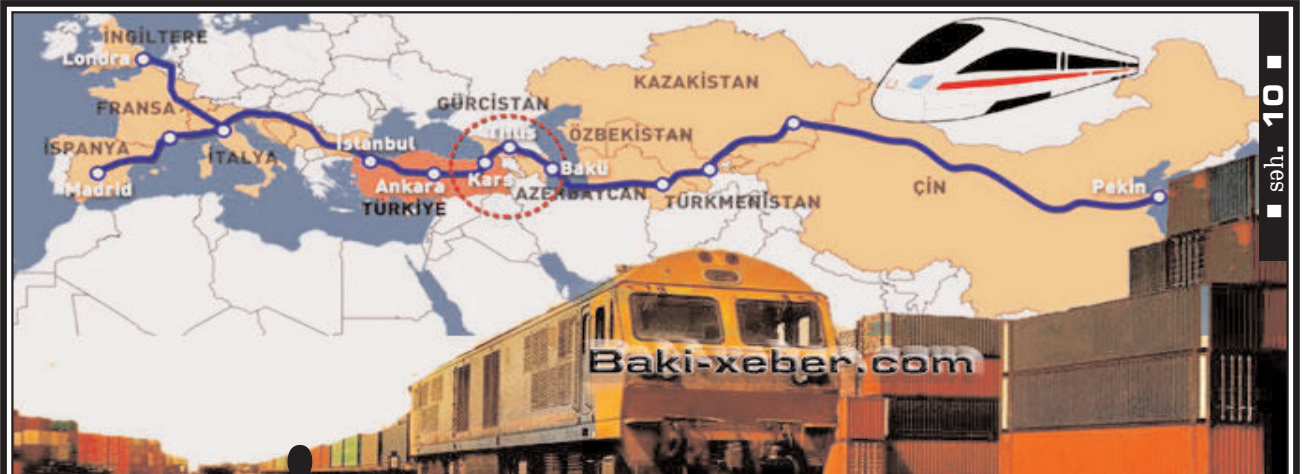 İNGİLTERE
Londra
FRANSA
İSPANYA
Madrid
İTALYA
İstanbul
Ankara
TÜRKİYE
GÜRCİSTAN
Tiflis
Kars
Bakü
AZERBAYCAN
KAZAKİSTAN
ÖZBEKİSTAN
TÜRKMENİSTAN
ÇİN
Pekin
səh. 10
Baki-xeber.com